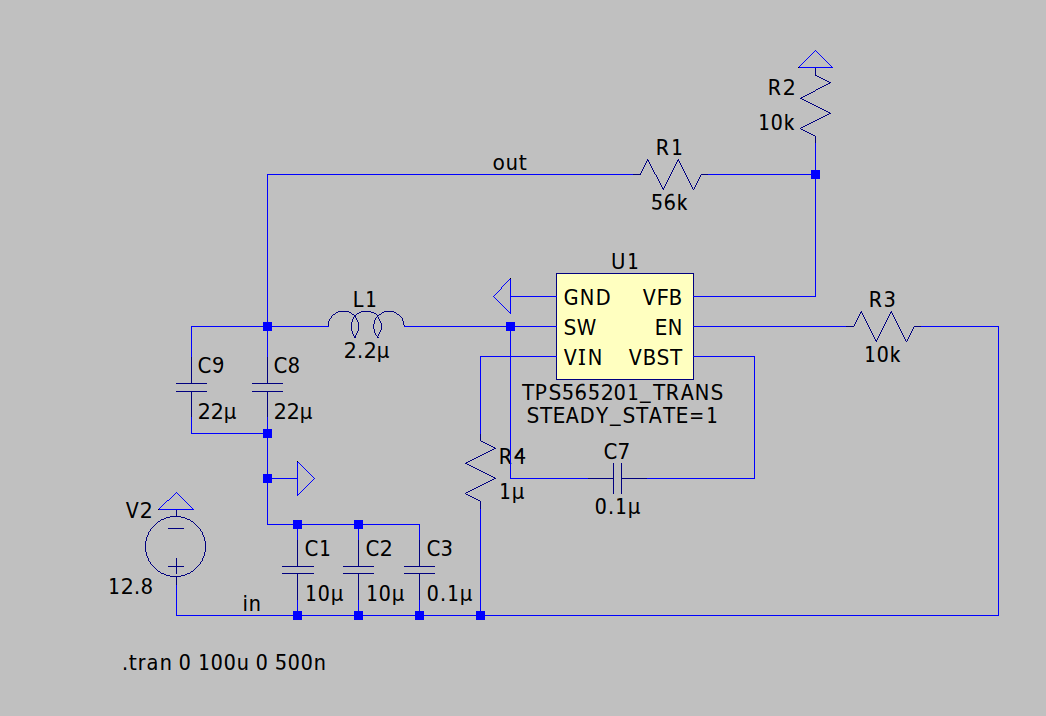 R2
10k
R1
out
56k
U1
GND VFB
L1
R3
SW EN
2.2µ
10k
VIN VBST
C9
C8
TPS565201_TRANS
22µ
22µ
STEADY_STATE=1
R4
C7
1µ
0.1µ
V2
C1
C2
C3
12.8
10µ
10µ
0.1µ
in
.tran 0 100u 0 500n